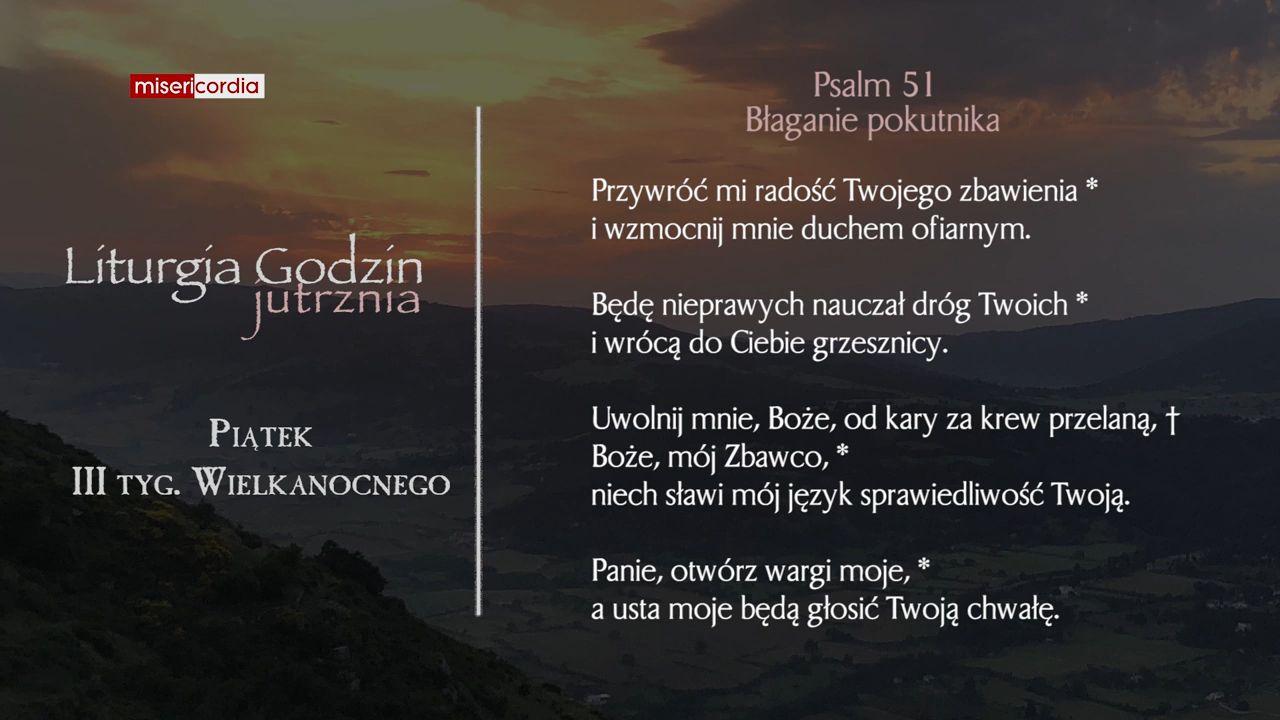 misericordia
Liturgia Godzin
jutrznia
Piątek
III tyg. Wielkanocnego
Psalm 51
Błaganie pokutnika
Przywróć mi radość Twojego zbawienia *
i wzmocnij mnie duchem ofiarnym.
Będę nieprawych nauczał dróg Twoich *
i wrócą do Ciebie grzesznicy.
Uwolnij mnie, Boże, od kary za krew przelaną, †
Boże, mój Zbawco, *
niech sławi mój język sprawiedliwość Twoją.
Panie, otwórz wargi moje, *
a usta moje będą głosić Twoją chwałę.